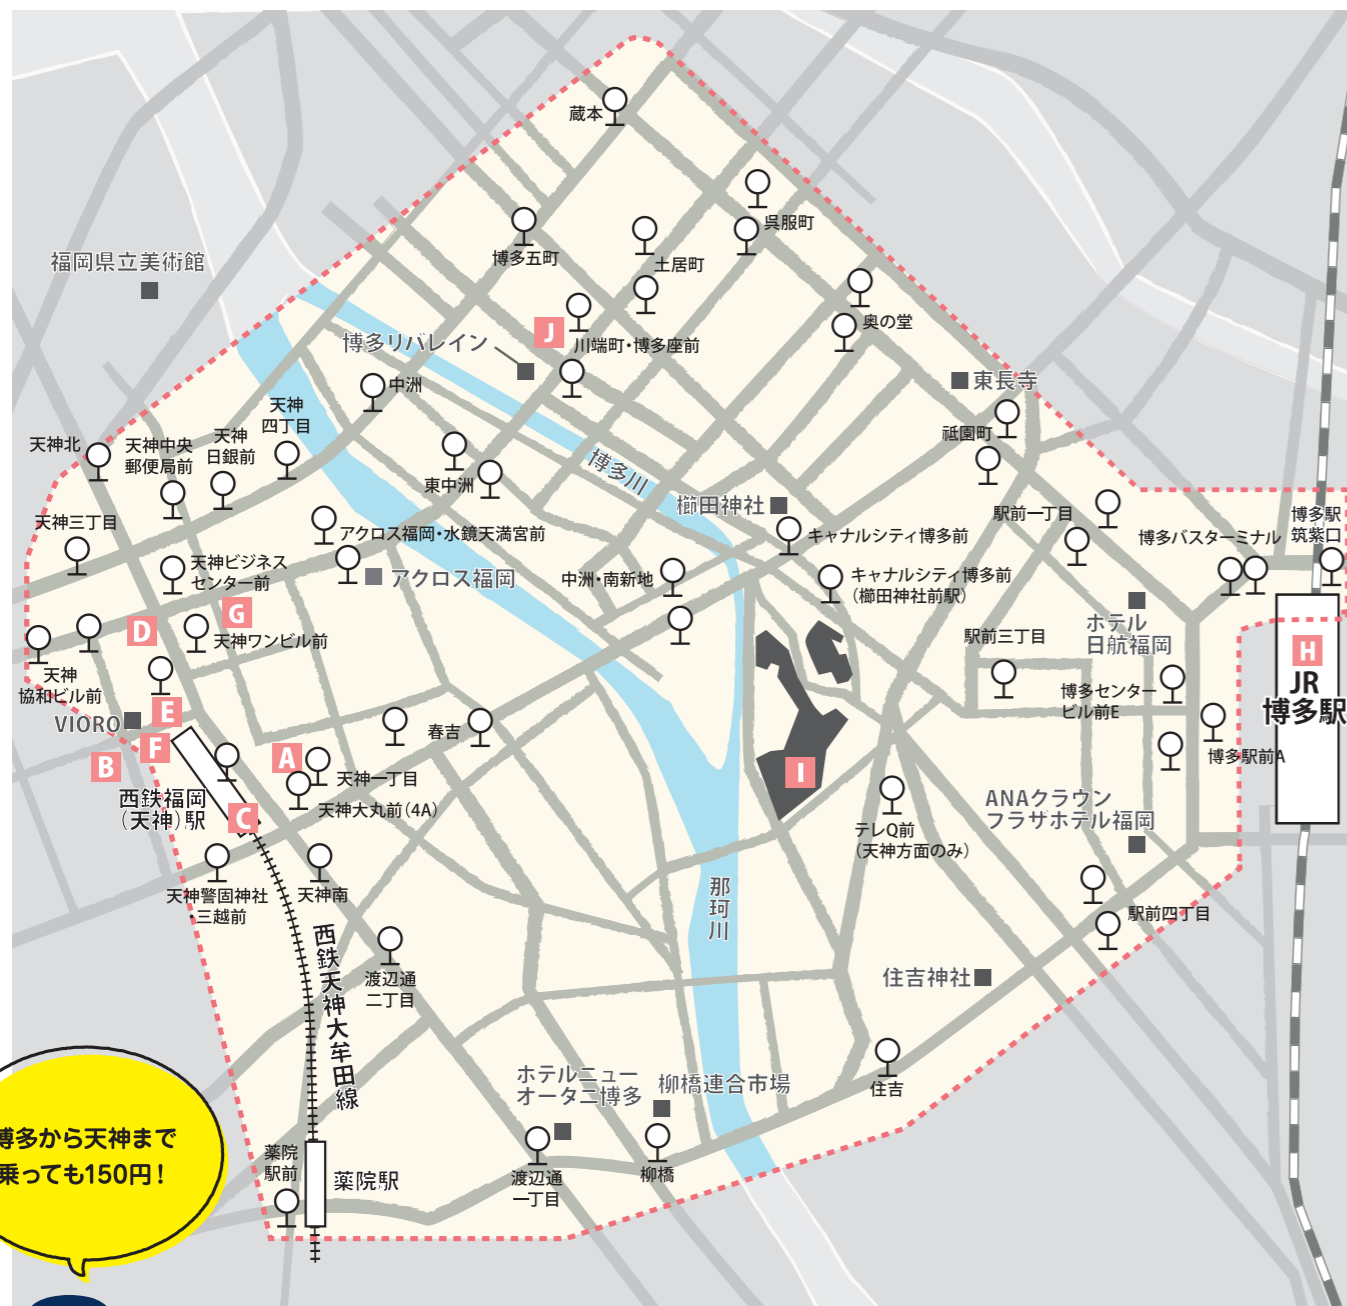 蔵本
呉服町
博多五町
土居町
福岡県立美術館
奥の堂
J
川端町・博多座前
博多リバレイン
東長寺
中洲
天神
四丁目
祇園町
天神北
天神中央
郵便局前
天神
日銀前
東中洲
博多川
櫛田神社
駅前一丁目
博多駅
筑紫口
天神三丁目
アクロス福岡・水鏡天満宮前
キャナルシティ博多前
博多バスターミナル
天神ビジネス
センター前
アクロス福岡
中洲・南新地
キャナルシティ博多前
(櫛田神社前駅)
G
D
天神ワンビル前
駅前三丁目
ホテル
日航福岡
H
JR
博多駅
天神
協和ビル前
VIORO
E
F
B
A
春吉
博多センター
ビル前E
博多駅前A
I
天神一丁目
西鉄福岡
(天神)駅
C
天神大丸前(4A)
ANAクラウン
プラザホテル福岡
テレQ前
(天神方面のみ)
天神警固神社
・三越前
天神南
那珂川
駅前四丁目
西鉄天神大牟田線
渡辺通
二丁目
住吉神社
ホテルニュー
オータニ博多
柳橋連合市場
住吉
博多から天神まで
乗っても150円!
薬院
駅前
薬院駅
渡辺通
一丁目
柳橋